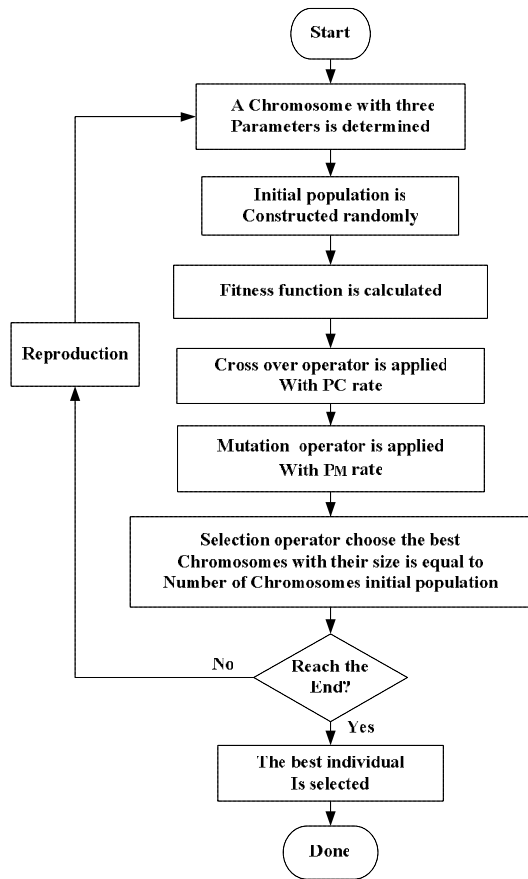 Start
A Chromosome with three
Parameters is determined
Initial population is
Constructed randomly
Fitness function is calculated
Reproduction
Cross over operator is applied
With PC rate
Mutation operator is applied
With PM rate
Selection operator choose the best
Chromosomes with their size is equal to
Number of Chromosomes initial population
No
Reach the
End?
Yes
The best individual
Is selected
Done